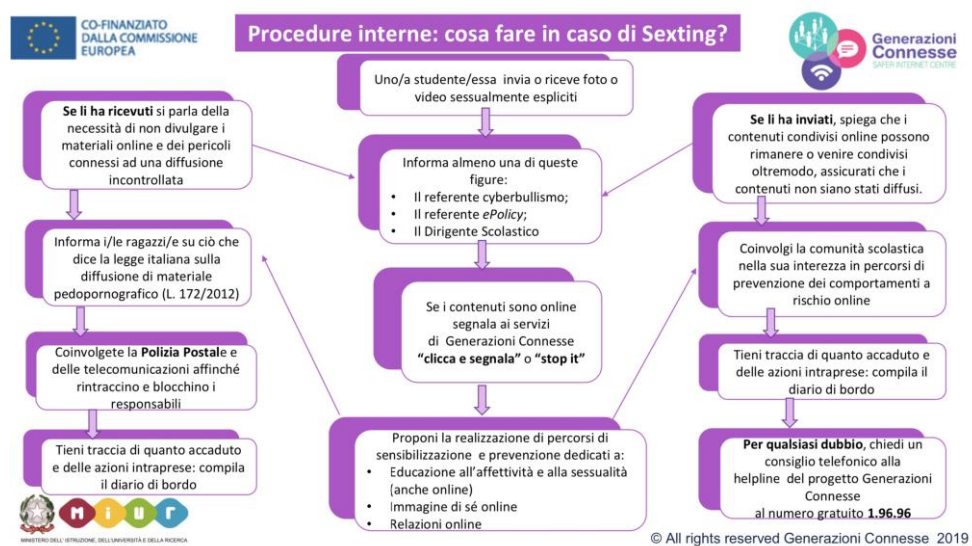 CO-FINANZIATO
DALLA COMMISSIONE
EUROPEA
Procedure interne: cosa fare in caso di Sexting?
Generazioni
Connesse
SAFER INTERNET CENTRE
Uno/a studente/essa invia o riceve foto o
video sessualmente espliciti
Se li ha ricevuti si parla della
necessità di non divulgare i
materiali online e dei pericoli
connessi ad una diffusione
incontrollata
Informa i/le ragazzi/e su ciò che
dice la legge italiana sulla
diffusione di materiale
pedopornografico (L. 172/2012)
Coinvolgete la Polizia Postale e
delle telecomunicazioni affinché
rintraccino e blocchino i
responsabili
Tieni traccia di quanto accaduto
e delle azioni intraprese: compila
il diario di bordo
Informa almeno una di queste
figure:
• Il referente cyberbullismo;
• Il referente ePolicy;
• Il Dirigente Scolastico
Se i contenuti sono online
segnala ai servizi
di Generazioni Connesse
“clicca e segnala” o “stop it”
Proponi la realizzazione di percorsi di
sensibilizzazione e prevenzione dedicati a:
• Educazione all’affettività e alla sessualità
(anche online)
• Immagine di sé online
• Relazioni online
Se li ha inviati, spiega che i
contenuti condivisi online possono
rimanere o venire condivisi
oltremodo, assicurati che i
contenuti non siano stati diffusi.
Coinvolgi la comunità scolastica
nella sua interezza in percorsi di
prevenzione dei comportamenti a
rischio online
Tieni traccia di quanto accaduto e
delle azioni intraprese: compila il
diario di bordo
Per qualsiasi dubbio, chiedi un
consiglio telefonico alla
helpline del progetto Generazioni
Connesse
al numero gratuito 1.96.96
MIUR
MINISTERO DELL’ISTRUZIONE, DELL’UNIVERSITÀ E DELLA RICERCA
© All rights reserved Generazioni Connesse 2019